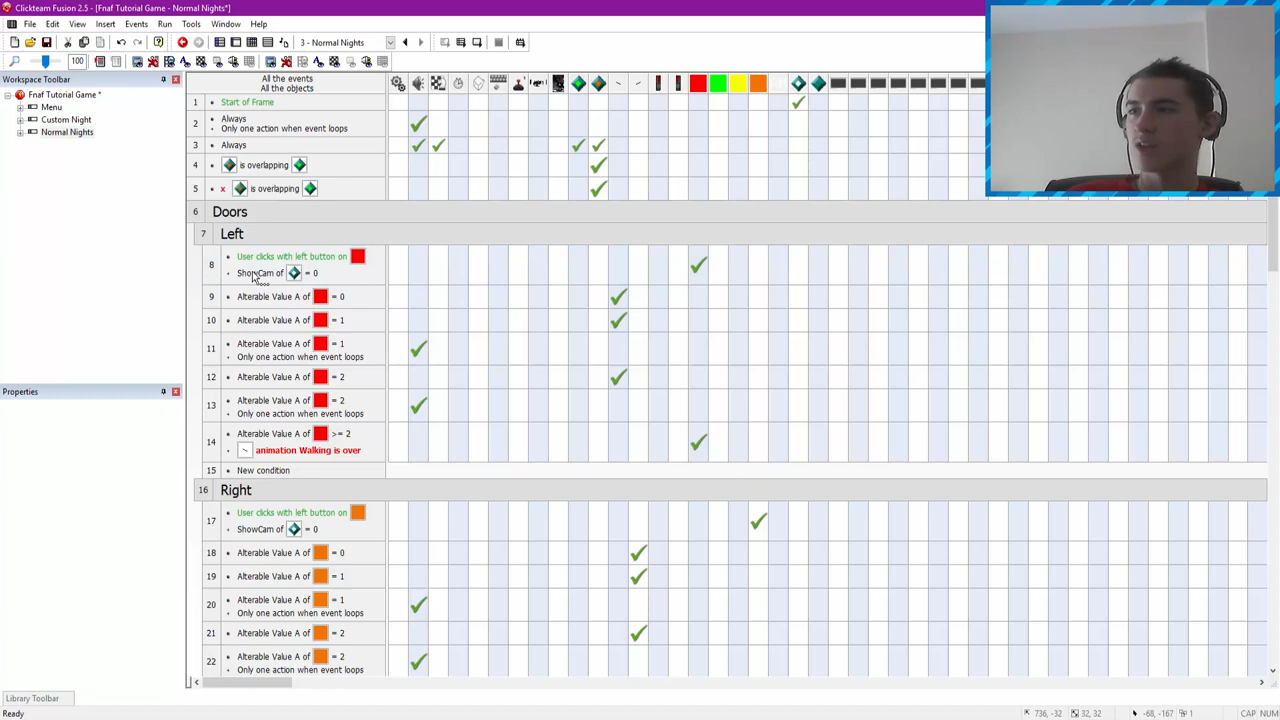 Clickteam Fusion 2.5 - [Fnaf Tutorial Game - Normal Nights*]
File Edit View Insert Events Run Tools Window Help
3 - Normal Nights
100
Workspace Toolbar
All the events
All the objects
Fnaf Tutorial Game *
Menu
Custom Night
Normal Nights
1 Start of Frame
2 Always
Only one action when event loops
3 Always
4 is overlapping
5 x is overlapping
6 Doors
7 Left
8 User clicks with left button on
ShowCam of = 0
9 Alterable Value A of = 0
10 Alterable Value A of = 1
11 Alterable Value A of = 1
Only one action when event loops
12 Alterable Value A of = 2
13 Alterable Value A of = 2
Only one action when event loops
14 Alterable Value A of >= 2
animation Walking is over
15 New condition
16 Right
17 User clicks with left button on
ShowCam of = 0
18 Alterable Value A of = 0
19 Alterable Value A of = 1
20 Alterable Value A of = 1
Only one action when event loops
21 Alterable Value A of = 2
22 Alterable Value A of = 2
Only one action when event loops
Properties
Library Toolbar
Ready
736, -32
32, 32
-68, -167
1
CAP NUM